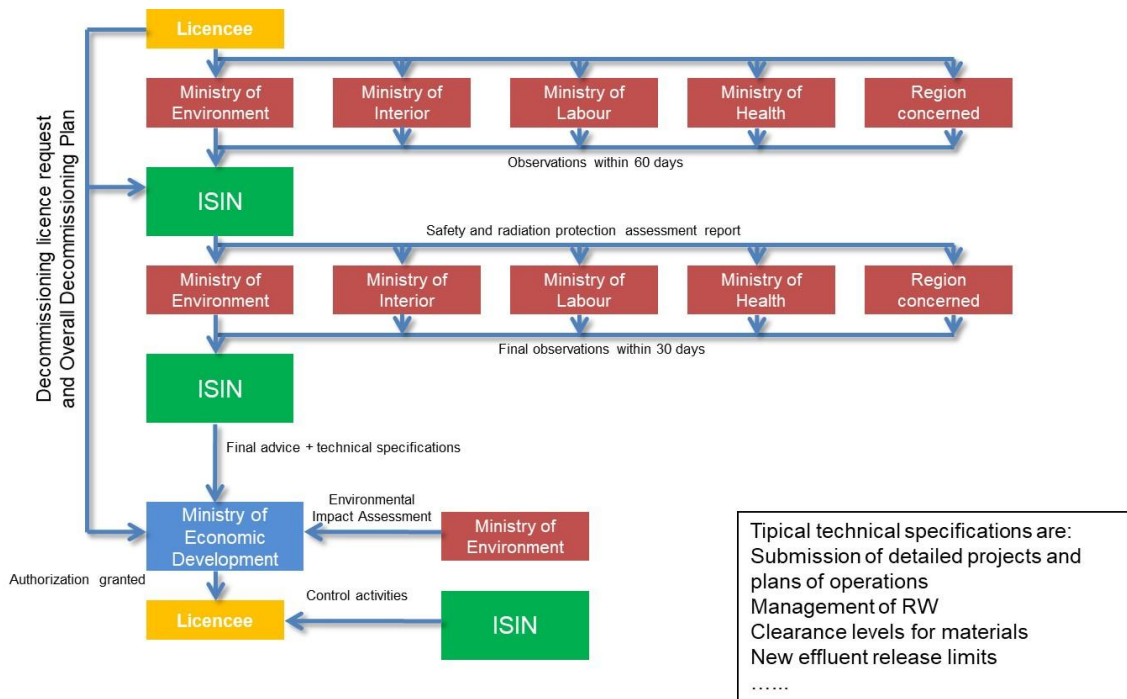 Licencee
Decommissioning licence request
and Overall Decommissioning Plan
Ministry of
Environment
Ministry of
Interior
Ministry of
Labour
Ministry of
Health
Region
concerned
Observations within 60 days
ISIN
Safety and radiation protection assessment report
Ministry of
Environment
Ministry of
Interior
Ministry of
Labour
Ministry of
Health
Region
concerned
Final observations within 30 days
ISIN
Final advice + technical specifications
Ministry of
Economic
Development
Environmental
Impact Assessment
Ministry of
Environment
Authorization granted
Licencee
Control activities
ISIN
Tipical technical specifications are:
Submission of detailed projects and
plans of operations
Management of RW
Clearance levels for materials
New effluent release limits
……